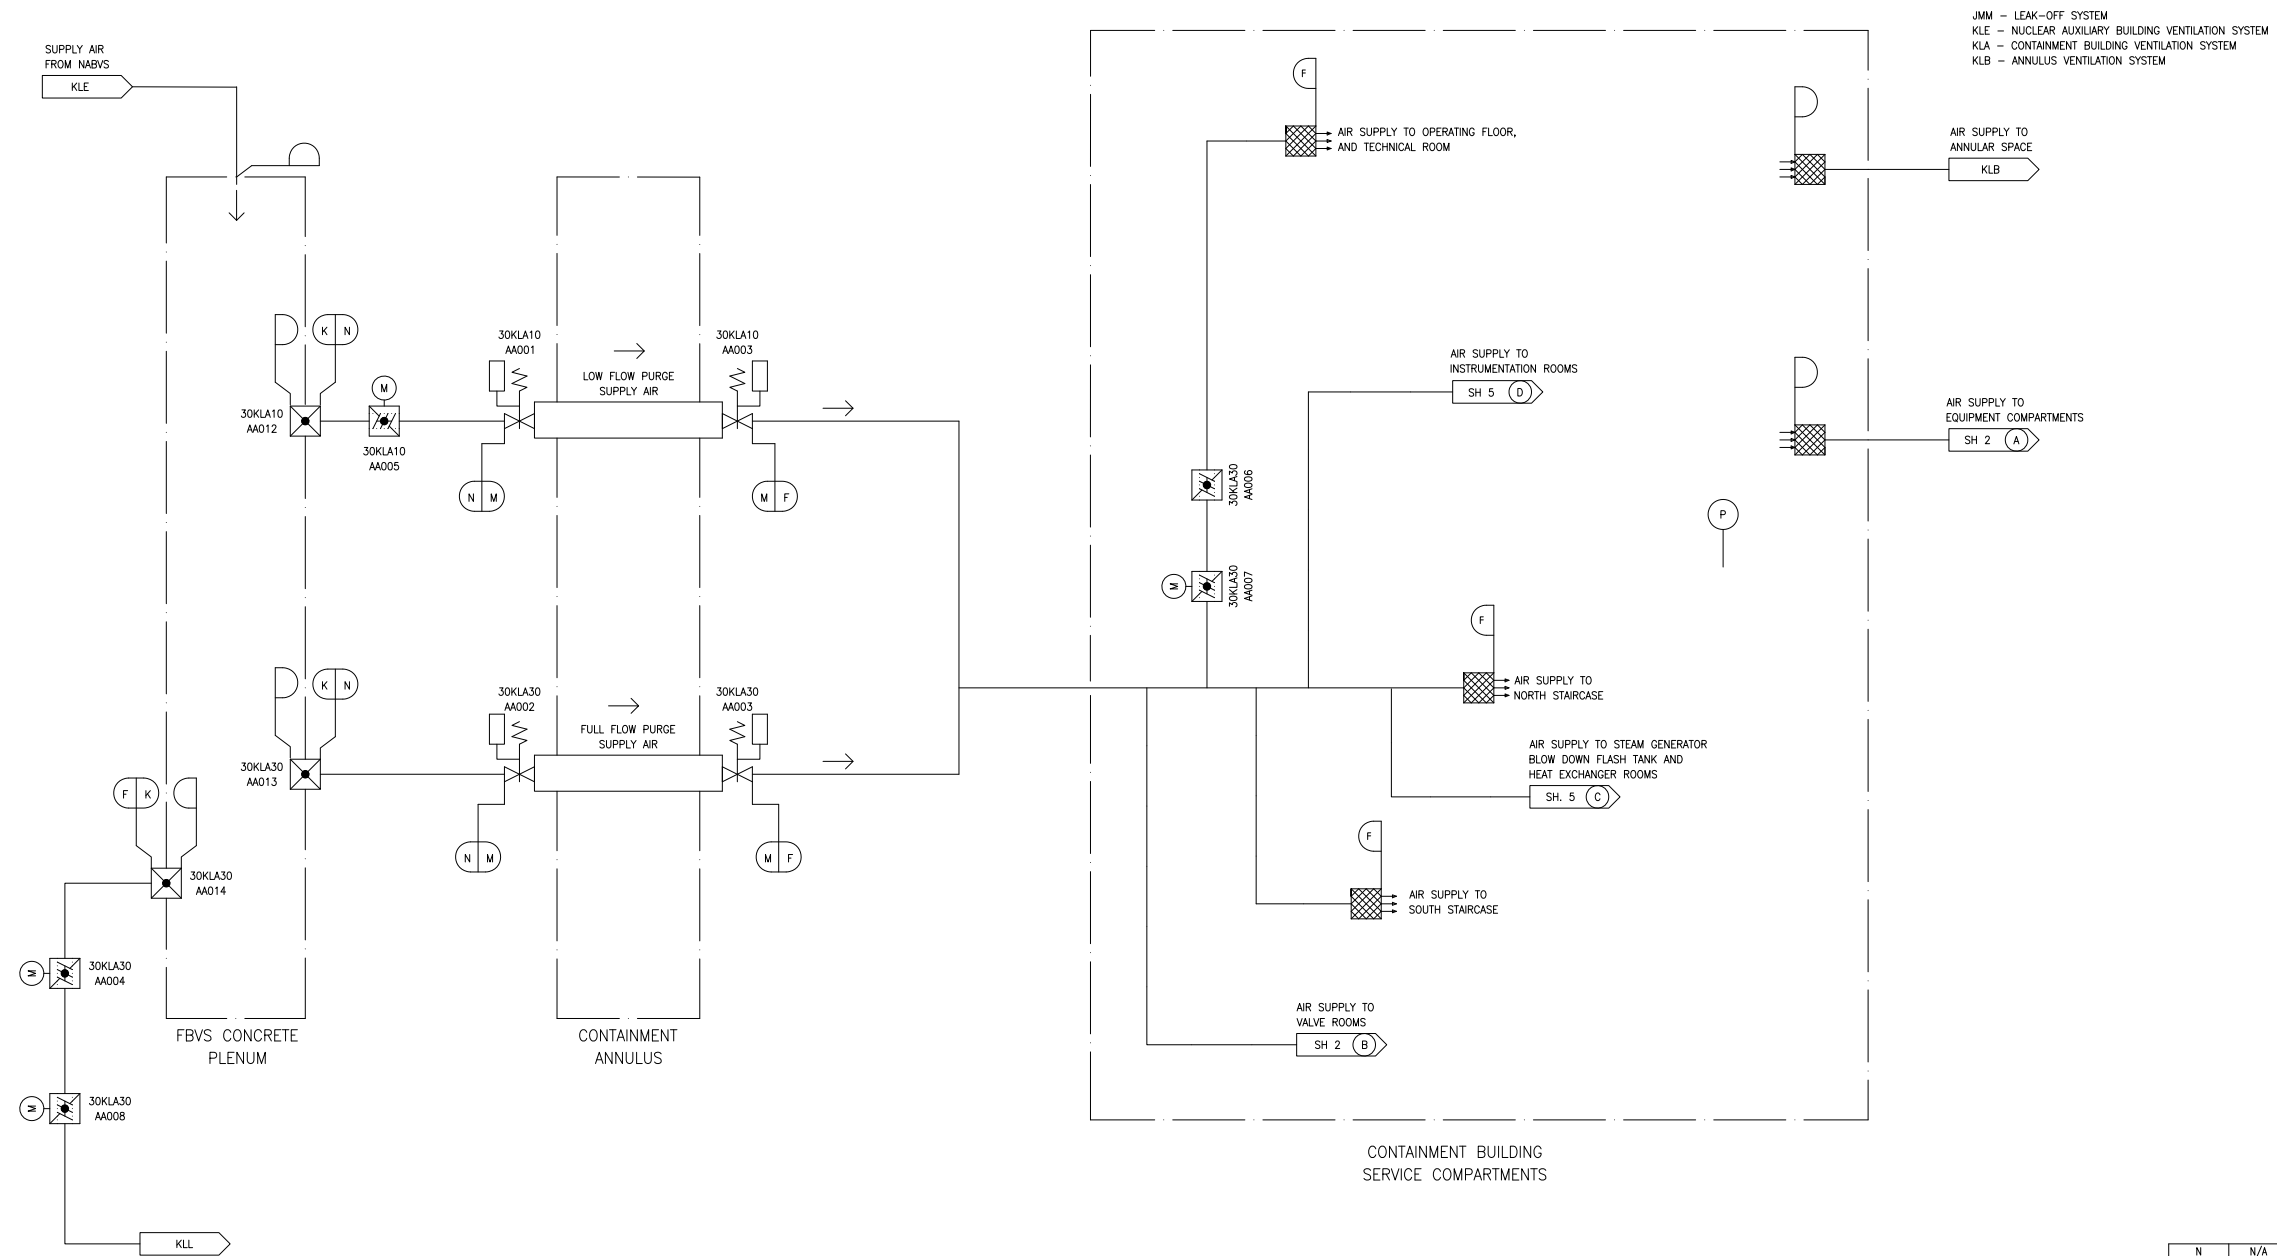 JMM – LEAK-OFF SYSTEM
KLE – NUCLEAR AUXILIARY BUILDING VENTILATION SYSTEM
KLA – CONTAINMENT BUILDING VENTILATION SYSTEM
KLB – ANNULUS VENTILATION SYSTEM
SUPPLY AIR
FROM NABVS
KLE
F
AIR SUPPLY TO OPERATING FLOOR,
AND TECHNICAL ROOM
AIR SUPPLY TO
ANNULAR SPACE
KLB
K N
30KLA10
AA012
M
30KLA10
AA005
30KLA10
AA001
N M
LOW FLOW PURGE
SUPPLY AIR
30KLA10
AA003
M F
AIR SUPPLY TO
INSTRUMENTATION ROOMS
SH 5 D
AIR SUPPLY TO
EQUIPMENT COMPARTMENTS
SH 2 A
30KLA30
AA006
P
M
30KLA30
AA007
K N
30KLA30
AA013
30KLA30
AA002
N M
FULL FLOW PURGE
SUPPLY AIR
30KLA30
AA003
M F
F
AIR SUPPLY TO
NORTH STAIRCASE
AIR SUPPLY TO STEAM GENERATOR
BLOW DOWN FLASH TANK AND
HEAT EXCHANGER ROOMS
SH. 5 C
F K
30KLA30
AA014
F
AIR SUPPLY TO
SOUTH STAIRCASE
M
30KLA30
AA004
AIR SUPPLY TO
VALVE ROOMS
SH 2 B
FBVS CONCRETE
PLENUM
CONTAINMENT
ANNULUS
M
30KLA30
AA008
CONTAINMENT BUILDING
SERVICE COMPARTMENTS
KLL
N N/A